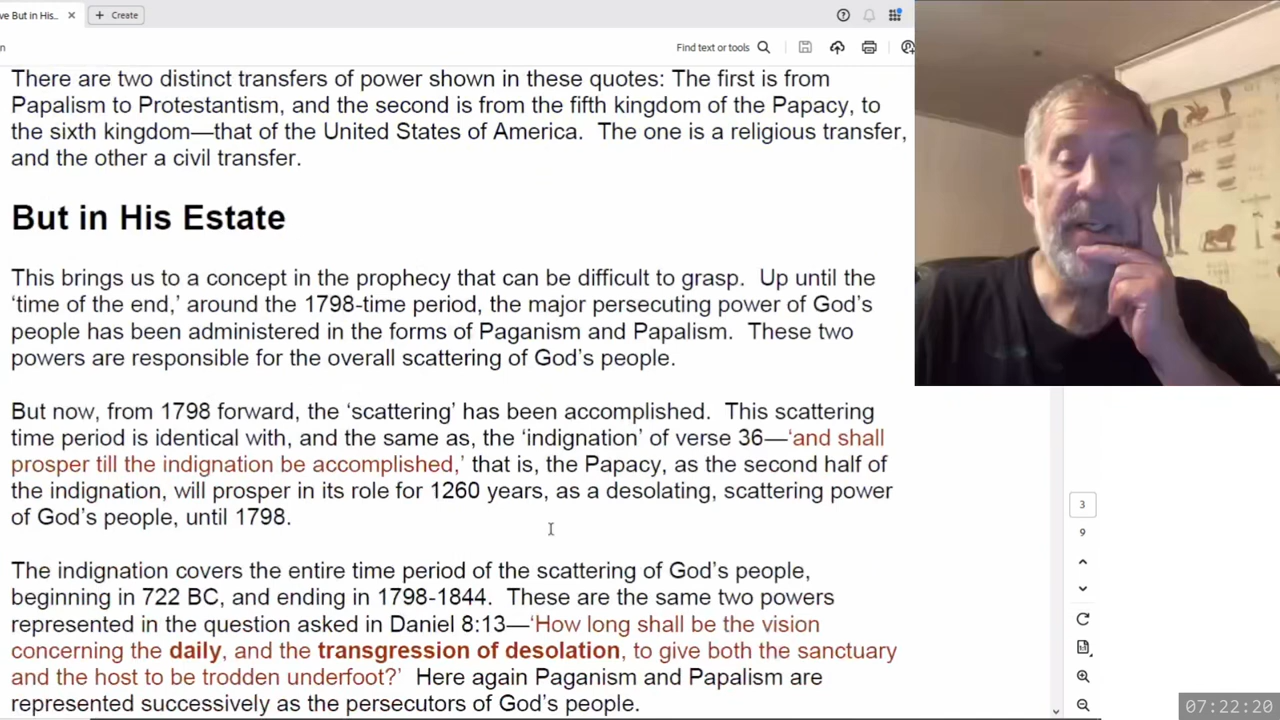 ve But in His..
Create
n
Find text or tools
There are two distinct transfers of power shown in these quotes: The first is from
Papalism to Protestantism, and the second is from the fifth kingdom of the Papacy, to
the sixth kingdom—that of the United States of America.  The one is a religious transfer,
and the other a civil transfer.
But in His Estate
This brings us to a concept in the prophecy that can be difficult to grasp.  Up until the
‘time of the end,’ around the 1798-time period, the major persecuting power of God’s
people has been administered in the forms of Paganism and Papalism.  These two
powers are responsible for the overall scattering of God’s people.
But now, from 1798 forward, the ‘scattering’ has been accomplished.  This scattering
time period is identical with, and the same as, the ‘indignation’ of verse 36—‘and shall
prosper till the indignation be accomplished,’ that is, the Papacy, as the second half of
the indignation, will prosper in its role for 1260 years, as a desolating, scattering power
of God’s people, until 1798.
The indignation covers the entire time period of the scattering of God’s people,
beginning in 722 BC, and ending in 1798-1844.  These are the same two powers
represented in the question asked in Daniel 8:13—‘How long shall be the vision
concerning the daily, and the transgression of desolation, to give both the sanctuary
and the host to be trodden underfoot?’  Here again Paganism and Papalism are
represented successively as the persecutors of God’s people.
3
9
07:22:20